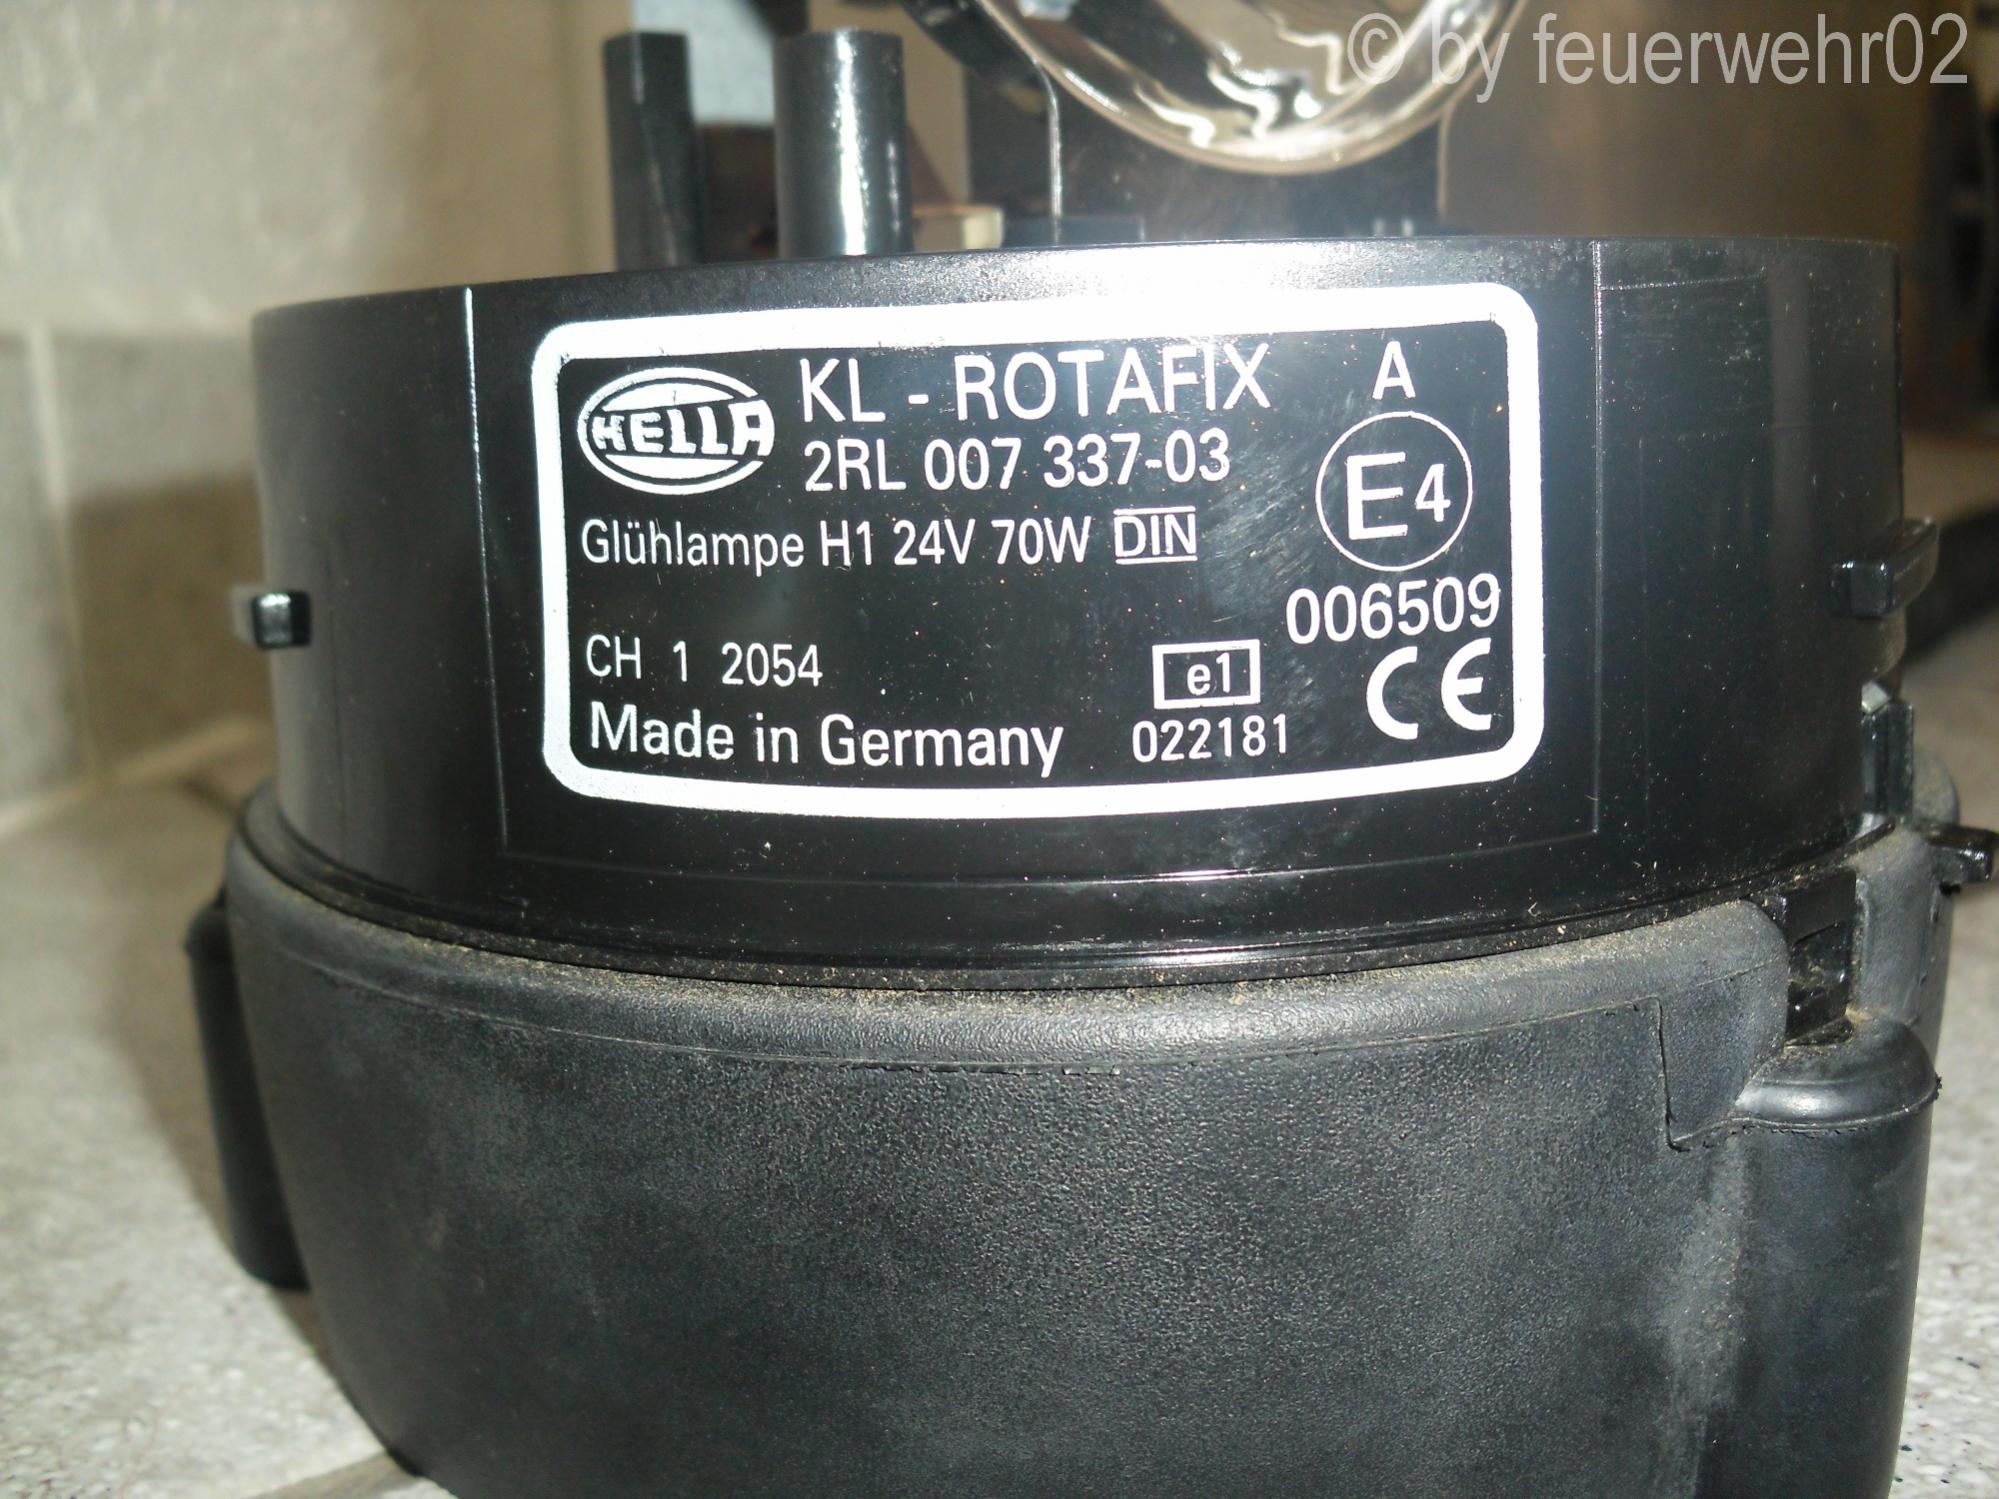 © by feuerwehr02
HELLA
KL - ROTAFIX
A
2RL 007 337-03
E4
Glühlampe H1 24V 70W DIN
006509
CH 1 2054
e1
CE
Made in Germany
022181